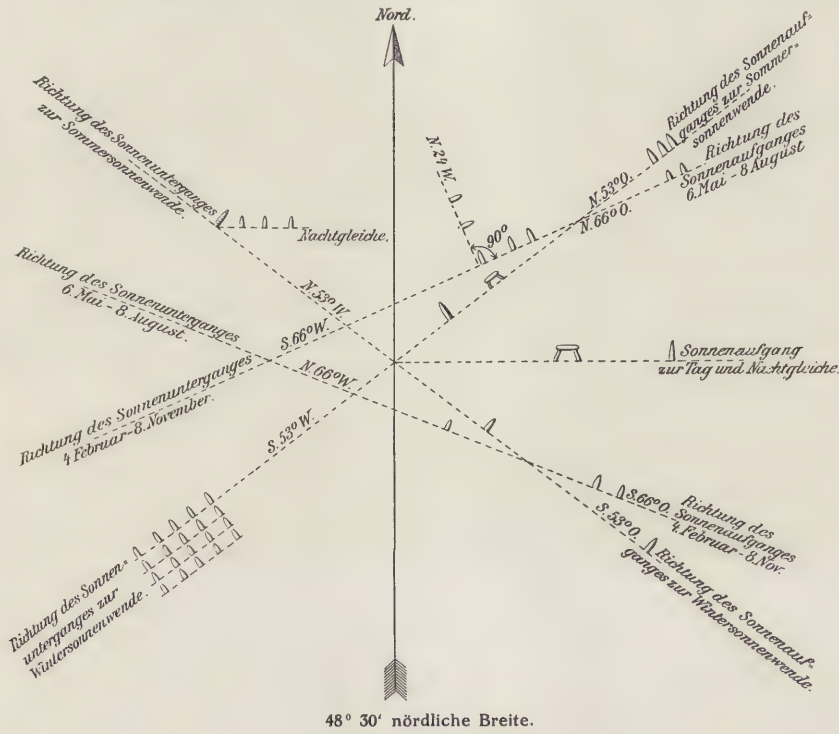 Nord.
Richtung des Sonnenunterganges
zur Sommersonnenwende.
Nachtgleiche.
N. 24 W.
90°
N. 53° O.
N. 66° O.
Richtung des Sonnenauf-
ganges zur Sommer-
sonnenwende.
Richtung des
Sonnenaufganges
6. Mai - 8 August
Richtung des Sonnenunterganges
6. Mai - 8. August.
N. 53° W.
S. 66° W.
N. 66° W.
S. 53° W.
Sonnenaufgang
zur Tag und Nachtgleiche.
Richtung des Sonnenunterganges
4 Februar - 8. November.
Richtung des Sonnen-
unterganges zur
Wintersonnenwende.
S. 66° O.
S. 53° O.
Richtung des
Sonnenaufganges
4. Februar - 8. Nov.
Richtung des Sonnenauf-
ganges zur Wintersonnenwende.
48° 30' nördliche Breite.